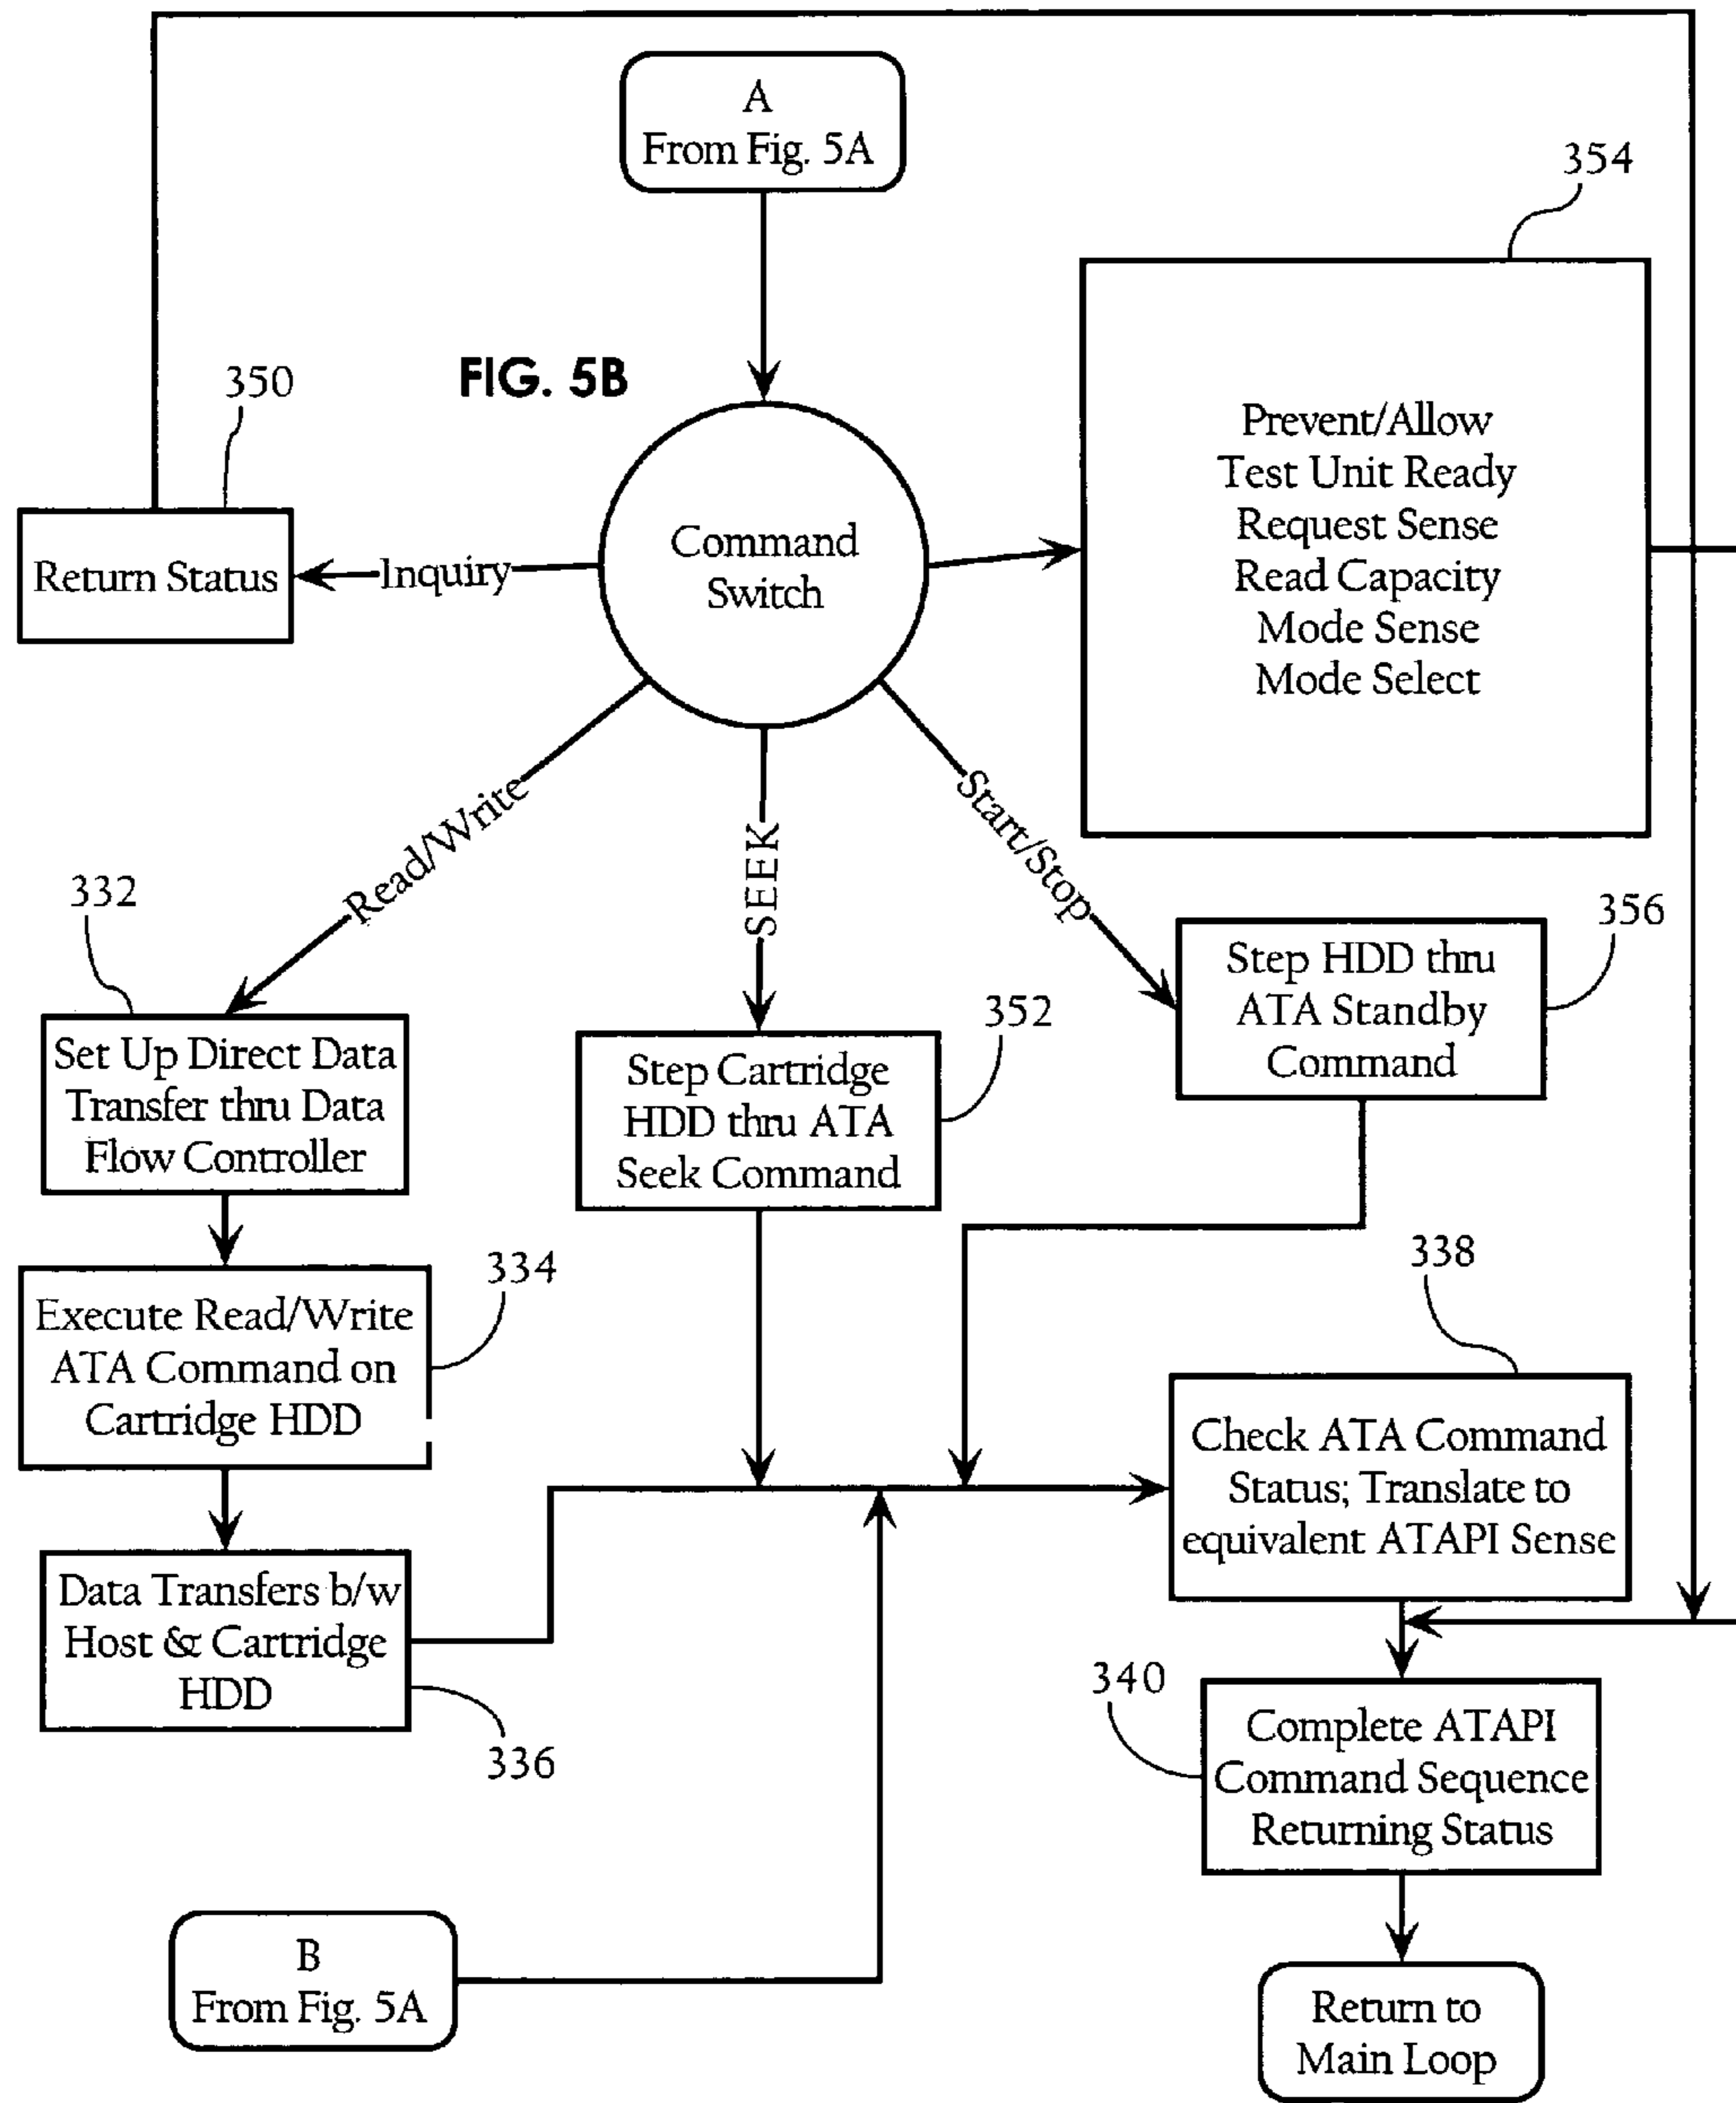 A
From Fig. 5A
354
FIG. 5B
350
Prevent/Allow
Test Unit Ready
Request Sense
Read Capacity
Mode Sense
Mode Select
Command
Switch
Inquiry
Return Status
Read/Write
SEEK
Start/Stop
332
356
Step HDD thru
ATA Standby
Command
352
Set Up Direct Data
Transfer thru Data
Flow Controller
Step Cartridge
HDD thru ATA
Seek Command
334
338
Execute Read/Write
ATA Command on
Cartridge HDD
Check ATA Command
Status; Translate to
equivalent ATAPI Sense
Data Transfers b/w
Host & Cartridge
HDD
336
340
Complete ATAPI
Command Sequence
Returning Status
B
From Fig. 5A
Return to
Main Loop